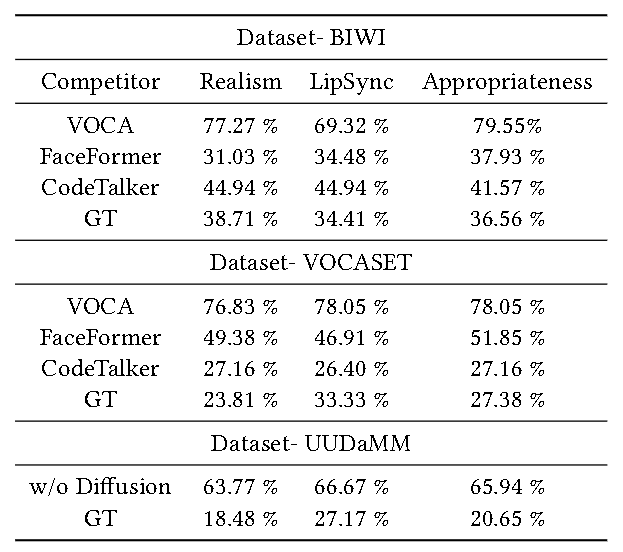 Dataset- BIWI
Competitor Realism LipSync Appropriateness
VOCA 77.27 % 69.32 % 79.55%
FaceFormer 31.03 % 34.48 % 37.93 %
CodeTalker 44.94 % 44.94 % 41.57 %
GT 38.71 % 34.41 % 36.56 %
Dataset- VOCASET
VOCA 76.83 % 78.05 % 78.05 %
FaceFormer 49.38 % 46.91 % 51.85 %
CodeTalker 27.16 % 26.40 % 27.16 %
GT 23.81 % 33.33 % 27.38 %
Dataset- UUDaMM
w/o Diffusion 63.77 % 66.67 % 65.94 %
GT 18.48 % 27.17 % 20.65 %